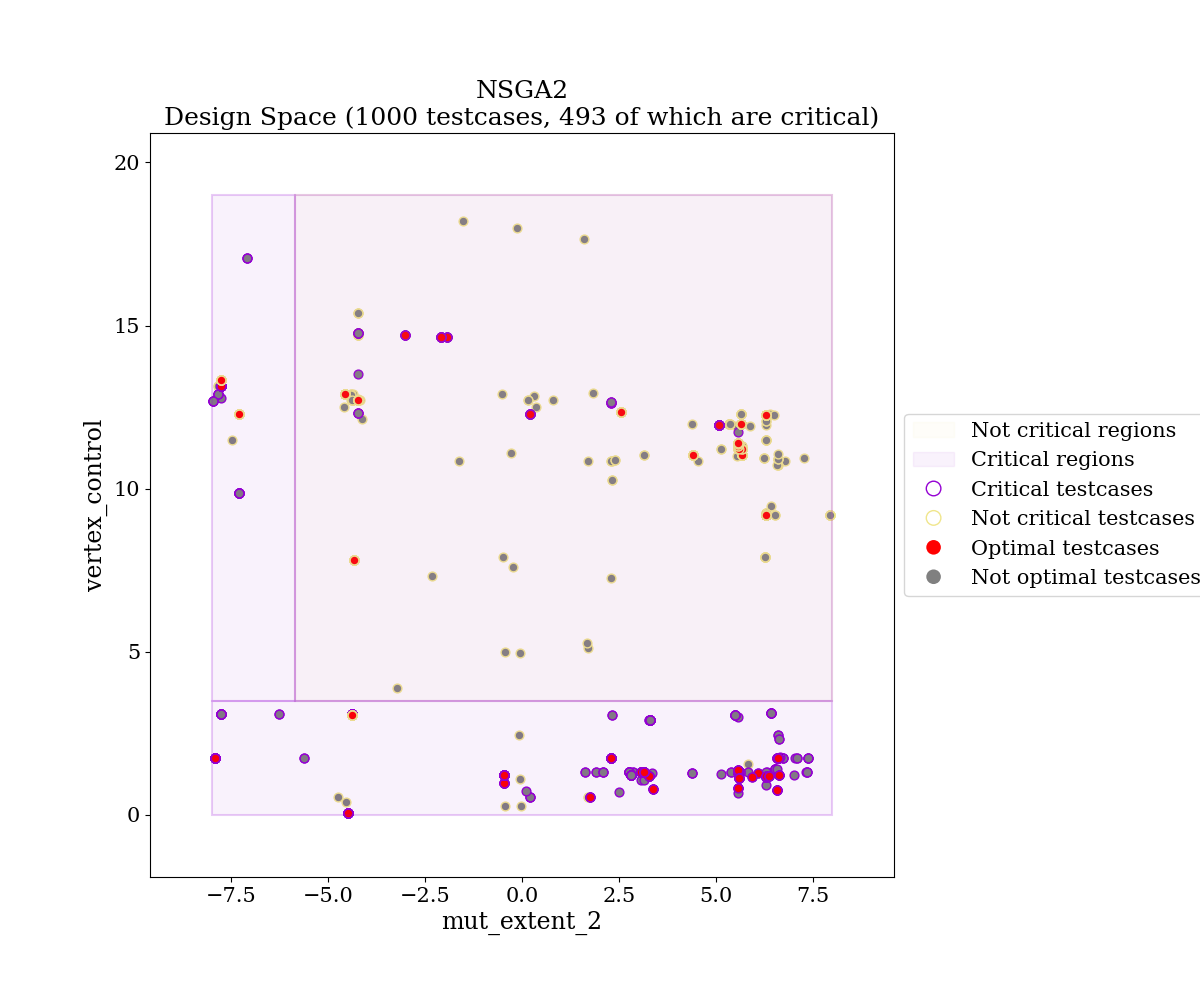 NSGA2
Design Space (1000 testcases, 493 of which are critical)
20
15
10
5
0
vertex_control
−7.5
−5.0
−2.5
0.0
2.5
5.0
7.5
mut_extent_2
Not critical regions
Critical regions
Critical testcases
Not critical testcases
Optimal testcases
Not optimal testcases